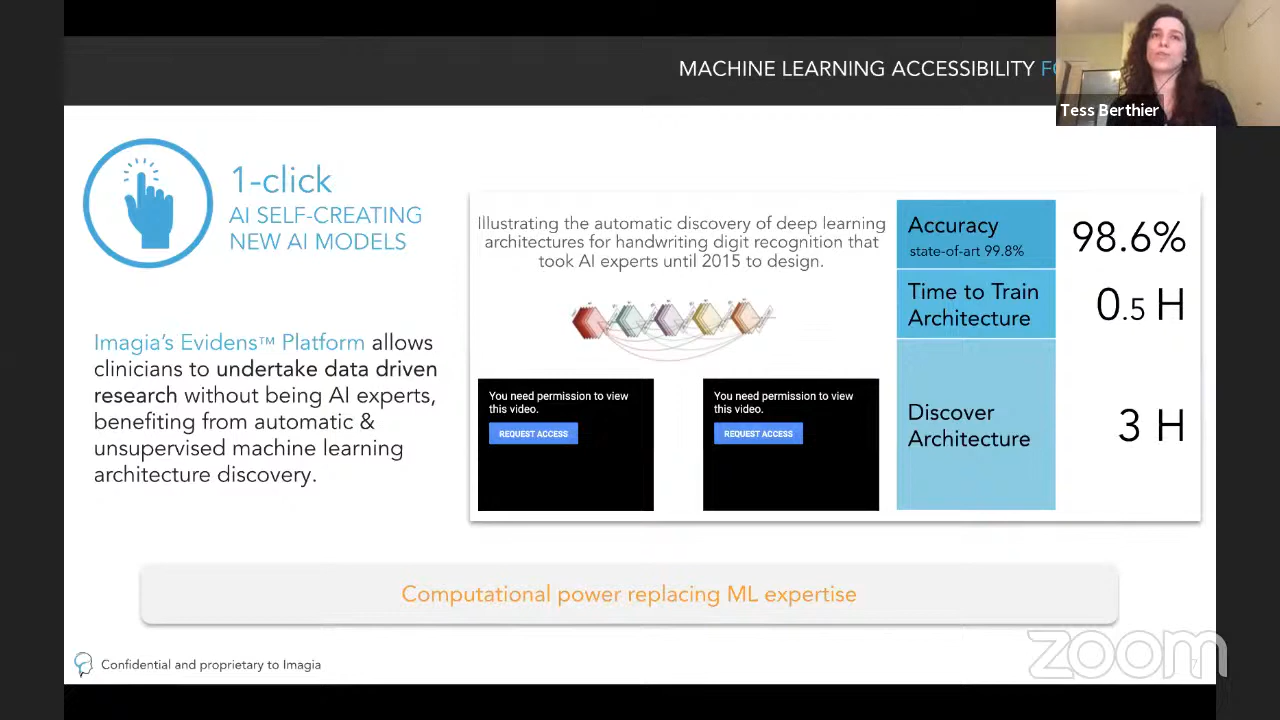 MACHINE LEARNING ACCESSIBILITY
Tess Berthier
1-click
AI SELF-CREATING
NEW AI MODELS
Imagia's Evidens™ Platform allows
clinicians to undertake data driven
research without being AI experts,
benefiting from automatic &
unsupervised machine learning
architecture discovery.
Illustrating the automatic discovery of deep learning
architectures for handwriting digit recognition that
took AI experts until 2015 to design.
You need permission to view
this video.
REQUEST ACCESS
You need permission to view
this video.
REQUEST ACCESS
Accuracy
state-of-art 99.8%
98.6%
Time to Train
Architecture
0.5 H
Discover
Architecture
3 H
Computational power replacing ML expertise
Confidential and proprietary to Imagia
zoom
7